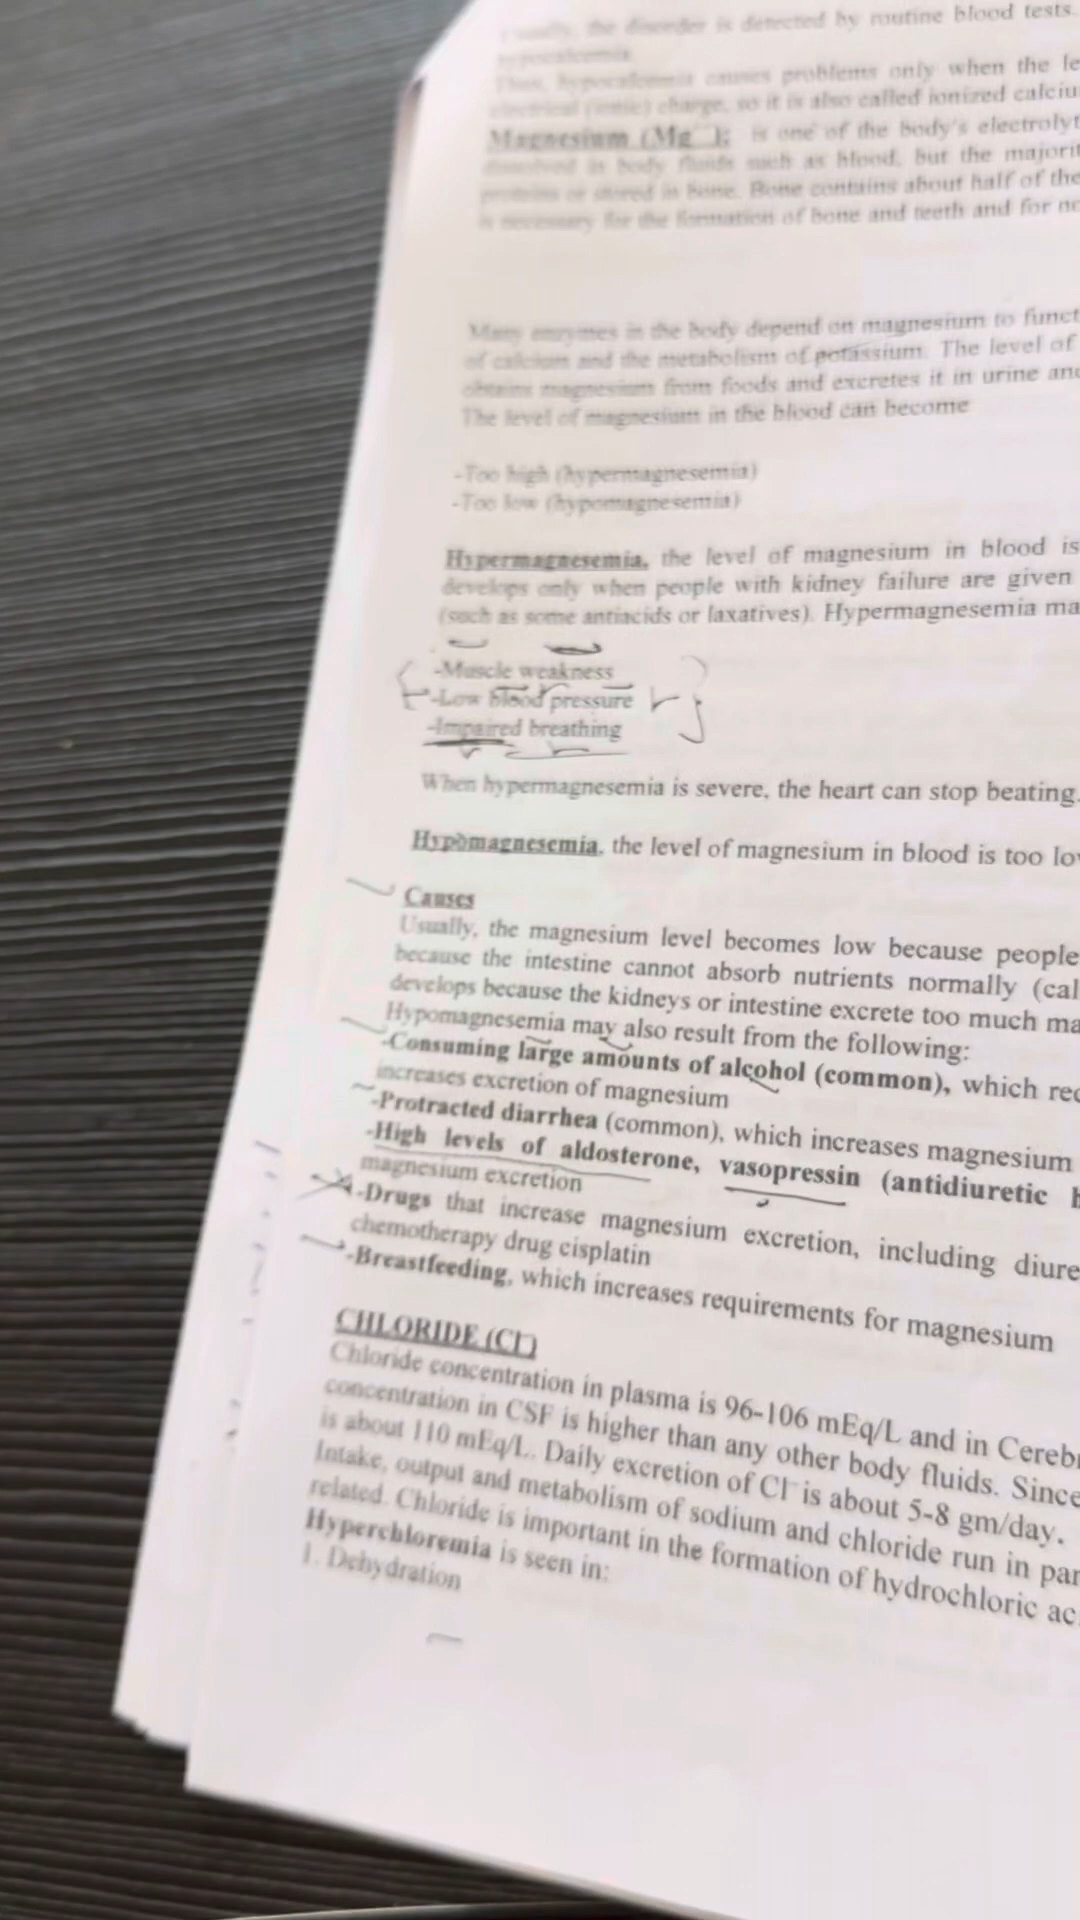 the disorder is detected by routine blood tests.
hypocalcemia.
Then, hypocalcemia causes problems only when the le
electrical (ionic) charge, so it is also called ionized calciu
Magnesium (Mg ): is one of the body's electrolyt
dissolved in body fluids such as blood, but the majorit
proteins or stored in bone. Bone contains about half of the
is necessary for the formation of bone and teeth and for no
Many enzymes in the body depend on magnesium to funct
of calcium and the metabolism of potassium. The level of
obtains magnesium from foods and excretes it in urine and
The level of magnesium in the blood can become
-Too high (hypermagnesemia)
-Too low (hypomagnesemia)
Hypermagnesemia, the level of magnesium in blood is
develops only when people with kidney failure are given
(such as some antiacids or laxatives). Hypermagnesemia ma
-Muscle weakness
-Low blood pressure
-Impaired breathing
When hypermagnesemia is severe, the heart can stop beating.
Hypomagnesemia, the level of magnesium in blood is too lo
Causes
Usually, the magnesium level becomes low because people
because the intestine cannot absorb nutrients normally (cal
develops because the kidneys or intestine excrete too much ma
Hypomagnesemia may also result from the following:
-Consuming large amounts of alcohol (common), which red
increases excretion of magnesium
-Protracted diarrhea (common), which increases magnesium
-High levels of aldosterone, vasopressin (antidiuretic h
magnesium excretion
-Drugs that increase magnesium excretion, including diure
chemotherapy drug cisplatin
-Breastfeeding, which increases requirements for magnesium
CHLORIDE (Cl⁻)
Chloride concentration in plasma is 96-106 mEq/L and in Cerebr
concentration in CSF is higher than any other body fluids. Since
is about 110 mEq/L. Daily excretion of Cl⁻ is about 5-8 gm/day.
Intake, output and metabolism of sodium and chloride run in par
related. Chloride is important in the formation of hydrochloric ac
Hyperchloremia is seen in:
1. Dehydration